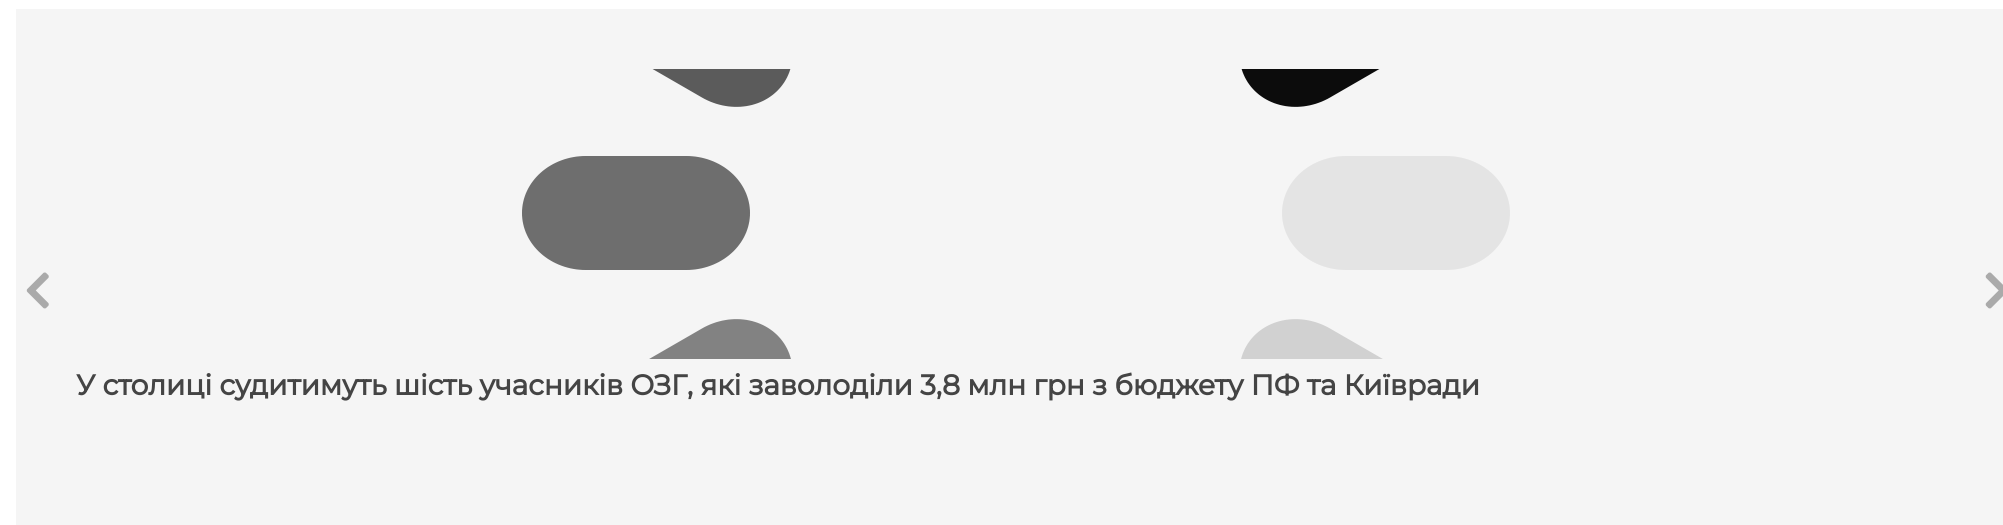 У столиці судитимуть шість учасників ОЗГ, які заволоділи 3,8 млн грн з бюджету ПФ та Київради